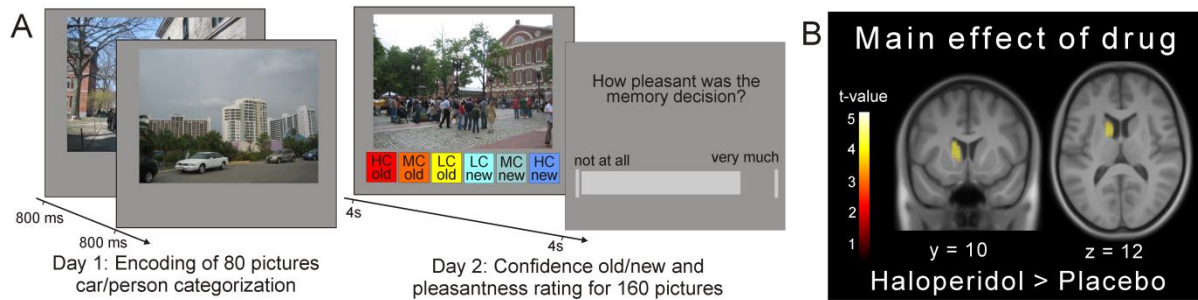 A
800 ms
800 ms
Day 1: Encoding of 80 pictures
car/person categorization
HC
old
MC
old
LC
old
LC
new
MC
new
HC
new
4s
How pleasant was the
memory decision?
not at all
very much
4s
Day 2: Confidence old/new and
pleasantness rating for 160 pictures
B
Main effect of drug
t-value
5
4
3
2
1
y = 10
z = 12
Haloperidol > Placebo